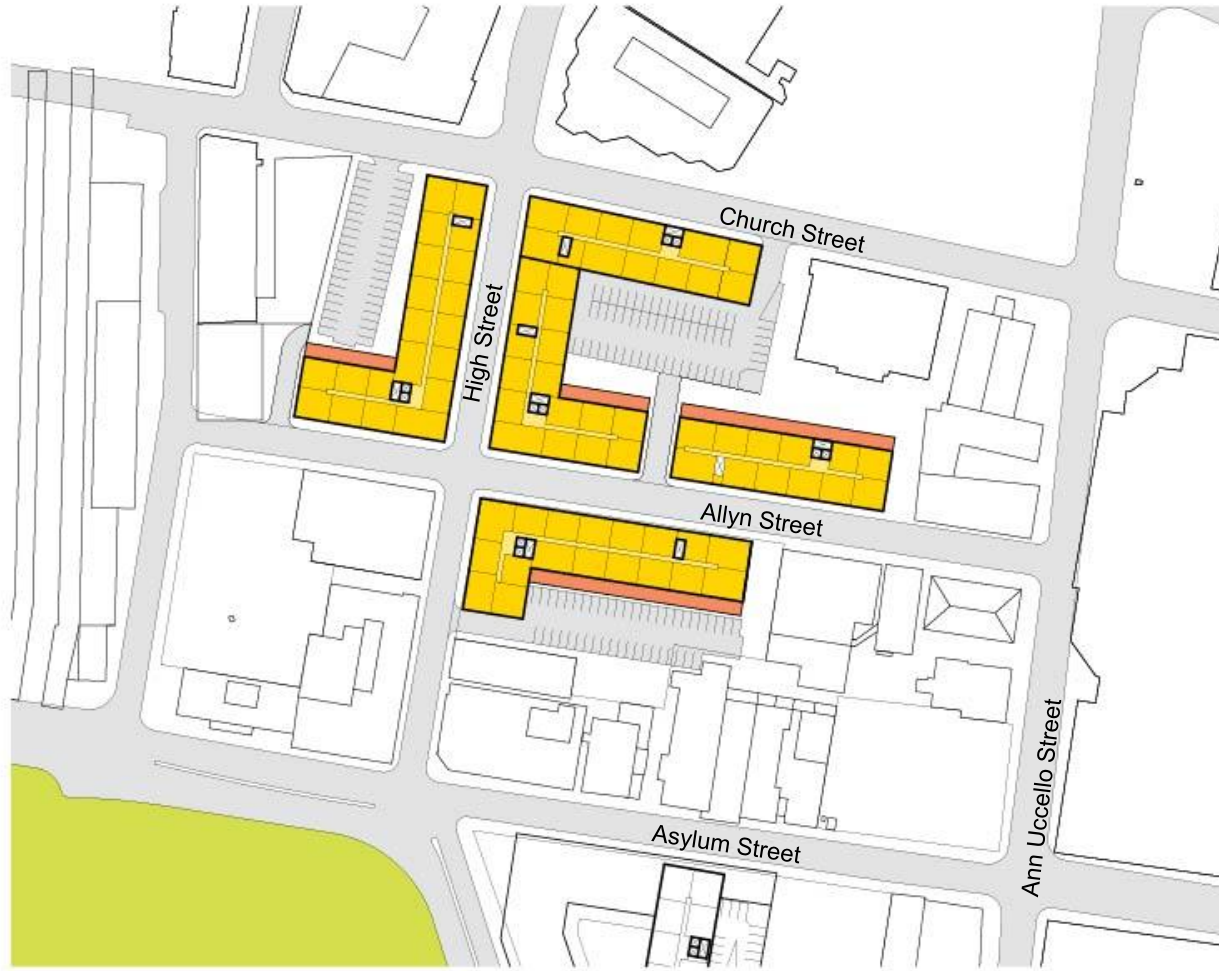 Church Street
High Street
Allyn Street
Asylum Street
Ann Uccello Street